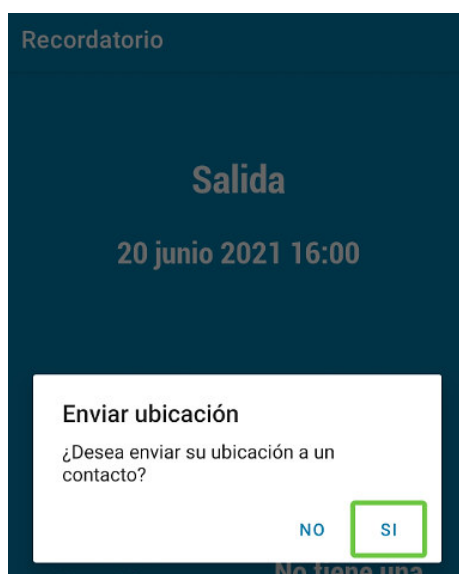 Recordatorio
Salida
20 junio 2021 16:00
Enviar ubicación
¿Desea enviar su ubicación a un
contacto?
NO SI
No tiene una